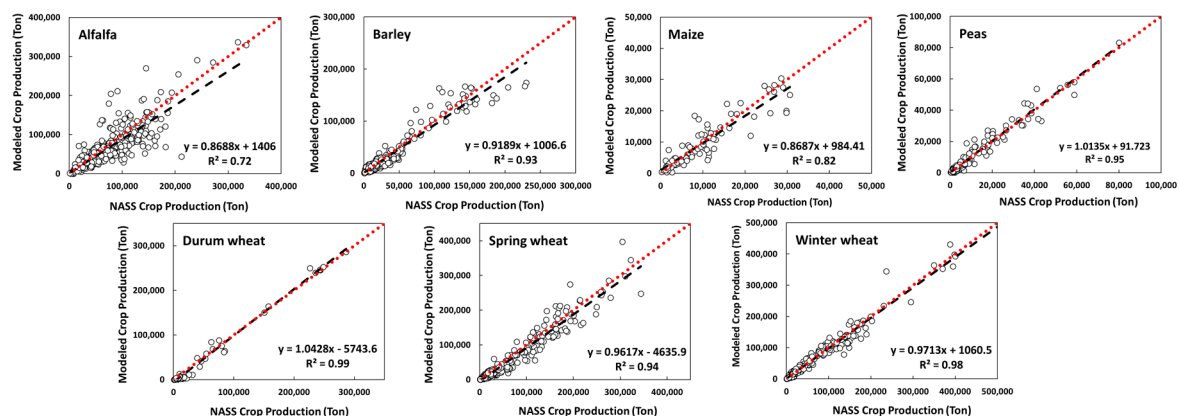 Alfalfa
Modeled Crop Production (Ton)
400,000
300,000
200,000
100,000
0
0 100,000 200,000 300,000 400,000
y = 0.8688x + 1406
R² = 0.72
NASS Crop Production (Ton)
Barley
Modeled Crop Production (Ton)
300,000
200,000
100,000
0
0 50,000 100,000 150,000 200,000 250,000 300,000
y = 0.9189x + 1006.6
R² = 0.93
NASS Crop Production (Ton)
Maize
Modeled Crop Production (Ton)
50,000
40,000
30,000
20,000
10,000
0
0 10,000 20,000 30,000 40,000 50,000
y = 0.8687x + 984.41
R² = 0.82
NASS Crop Production (Ton)
Peas
Modeled Crop Production (Ton)
100,000
80,000
60,000
40,000
20,000
0
0 20,000 40,000 60,000 80,000 100,000
y = 1.0135x + 91.723
R² = 0.95
NASS Crop Production (Ton)
Durum wheat
Modeled Crop Production (Ton)
300,000
200,000
100,000
0
0 100,000 200,000 300,000
y = 1.0428x - 5743.6
R² = 0.99
NASS Crop Production (Ton)
Spring wheat
Modeled Crop Production (Ton)
400,000
300,000
200,000
100,000
0
0 100,000 200,000 300,000 400,000
y = 0.9617x - 4635.9
R² = 0.94
NASS Crop Production (Ton)
Winter wheat
Modeled Crop Production (Ton)
500,000
400,000
300,000
200,000
100,000
0
0 100,000 200,000 300,000 400,000 500,000
y = 0.9713x + 1060.5
R² = 0.98
NASS Crop Production (Ton)